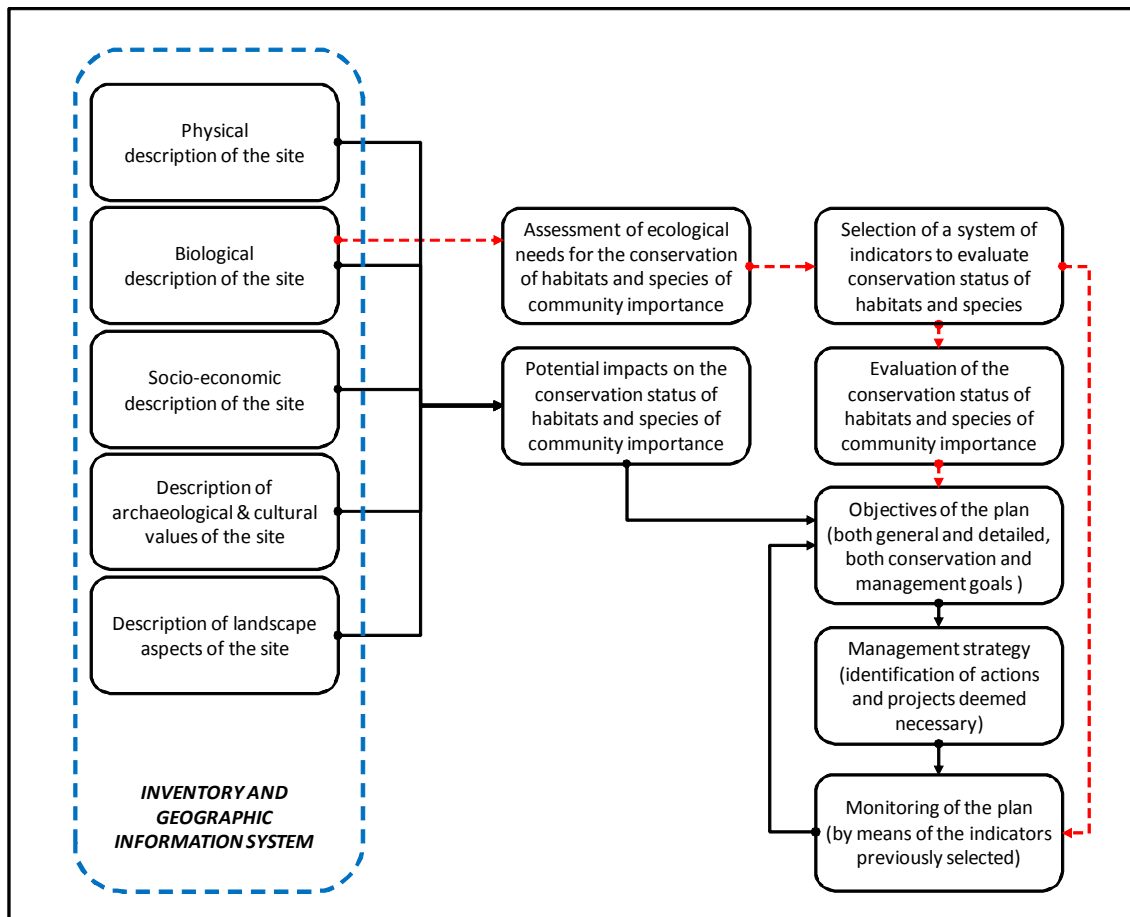 Physical
description of the site
Biological
description of the site
Socio-economic
description of the site
Description of
archaeological & cultural
values of the site
Description of landscape
aspects of the site
INVENTORY AND
GEOGRAPHIC
INFORMATION SYSTEM
Assessment of ecological
needs for the conservation
of habitats and species of
community importance
Potential impacts on the
conservation status of
habitats and species of
community importance
Selection of a system of
indicators to evaluate
conservation status of
habitats and species
Evaluation of the
conservation status of
habitats and species of
community importance
Objectives of the plan
(both general and detailed,
both conservation and
management goals )
Management strategy
(identification of actions
and projects deemed
necessary)
Monitoring of the plan
(by means of the indicators
previously selected)